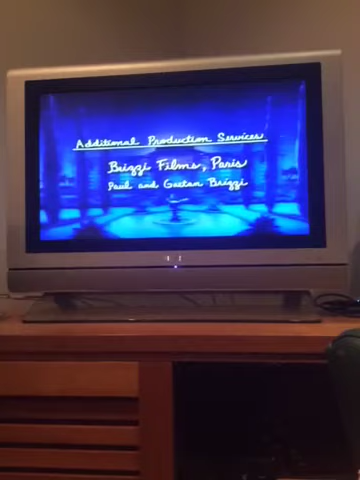 Additional Production Services
Brizzi Films, Paris
Paul and Gaetan Brizzi